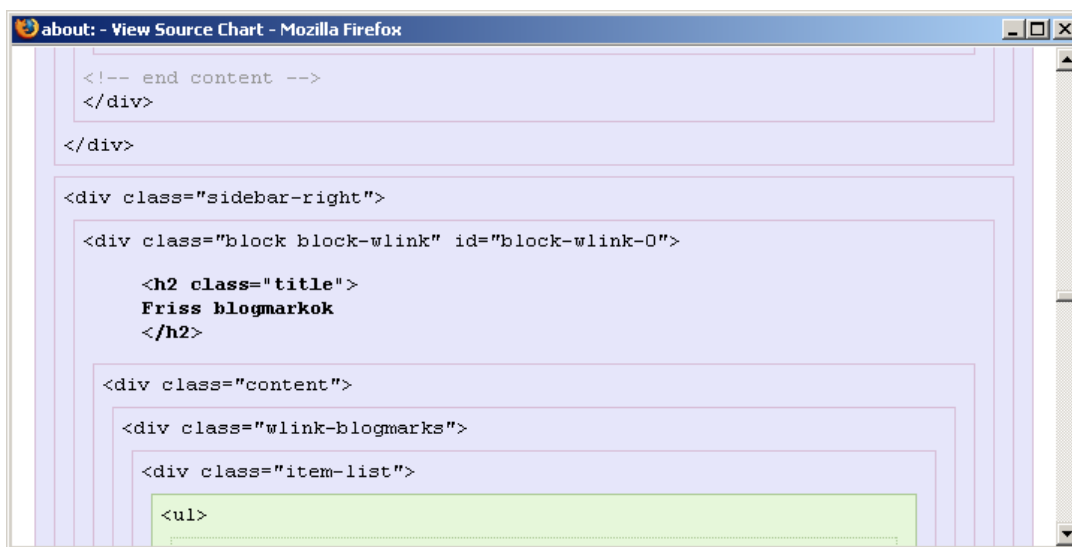 about: - View Source Chart - Mozilla Firefox
<!-- end content -->
</div>
</div>
<div class="sidebar-right">
<div class="block block-wlink" id="block-wlink-0">
<h2 class="title">
Friss blogmarkok
</h2>
<div class="content">
<div class="wlink-blogmarks">
<div class="item-list">
<ul>